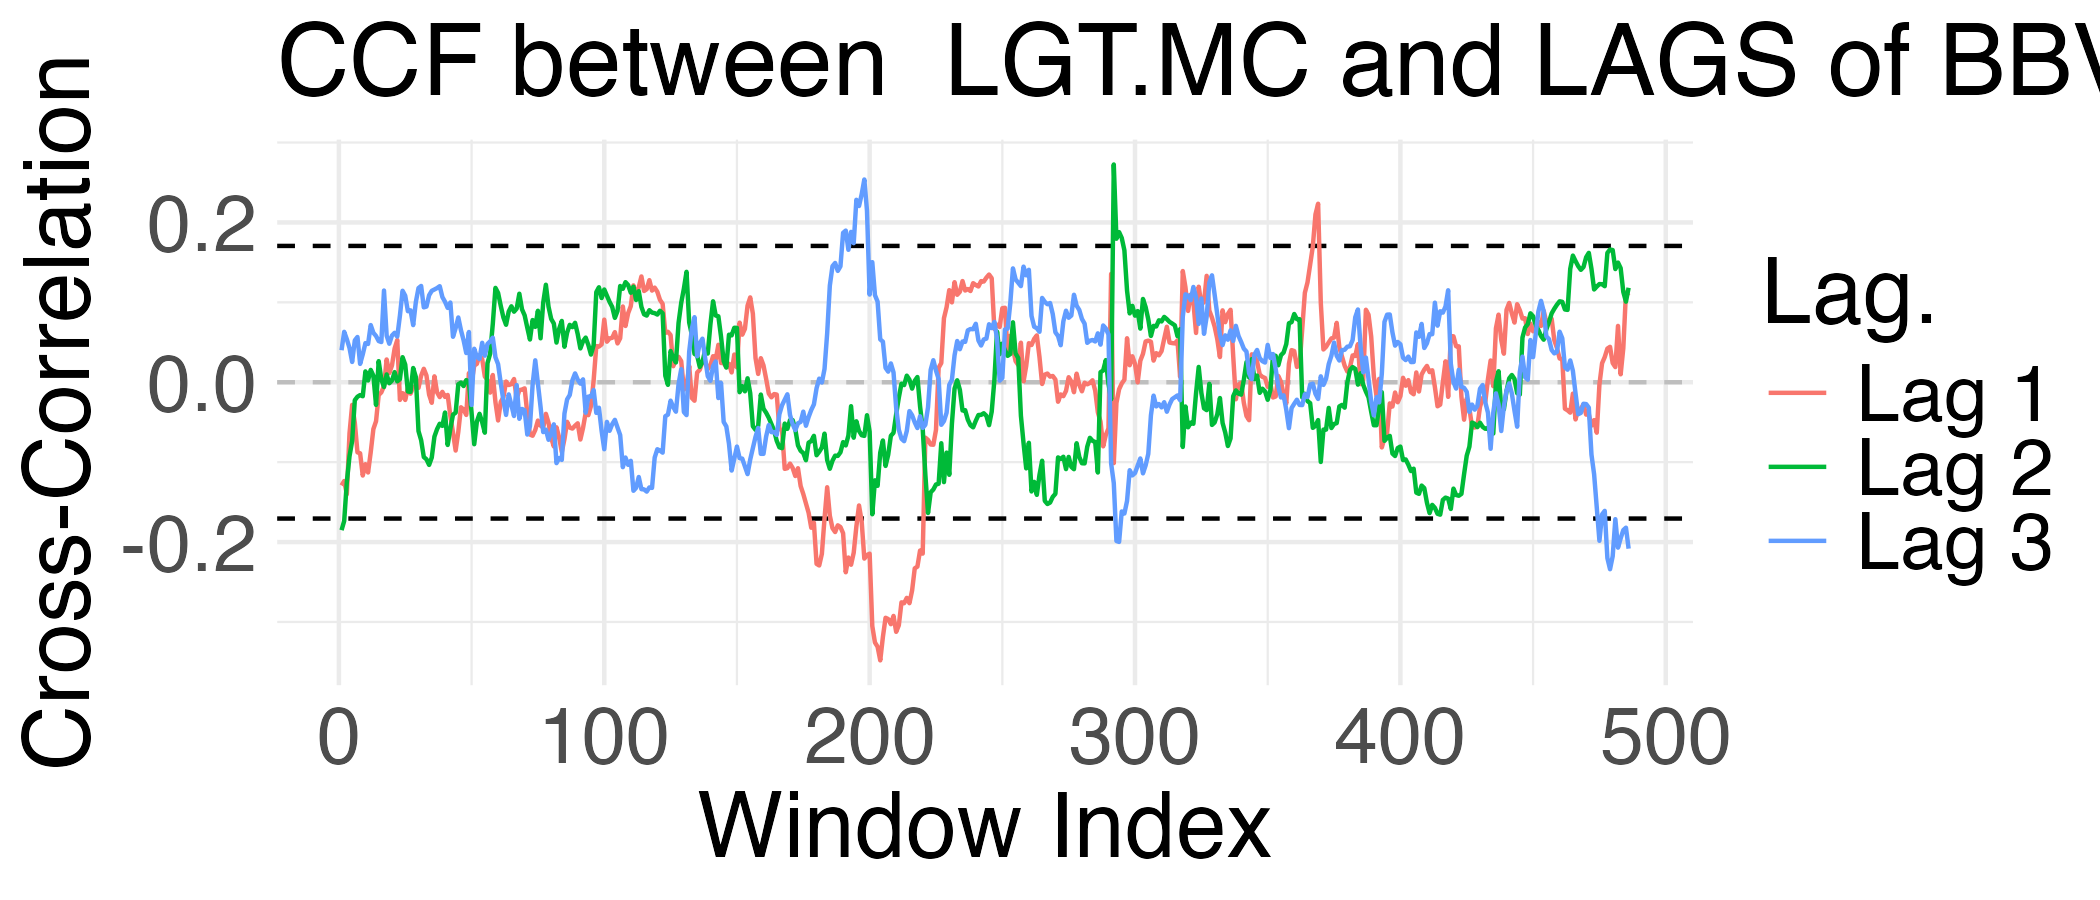 CCF between  LGT.MC and LAGS of BBV
Cross-Correlation
0.2
0.0
-0.2
0
100
200
300
400
500
Window Index
Lag.
Lag 1
Lag 2
Lag 3